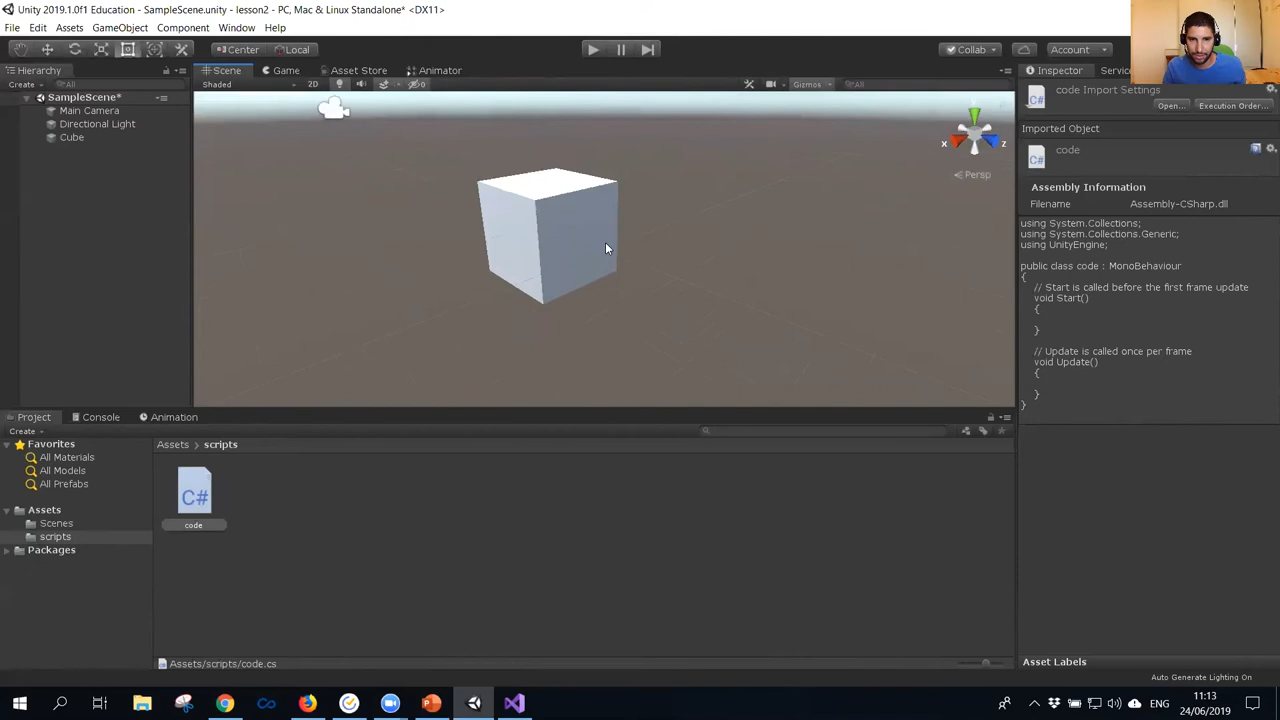 Unity 2019.1.0f1 Education - SampleScene.unity - lesson2 - PC, Mac & Linux Standalone* <DX11>
File Edit Assets GameObject Component Window Help
Center Local Collab Account
Hierarchy
Scene Game Asset Store Animator
Inspector Servic
Create All
Shaded 2D 0 Gizmos All
code Import Settings
Open... Execution Order...
SampleScene*
Main Camera
Directional Light
Cube
X Z
Persp
Imported Object
code
Assembly Information
Filename Assembly-CSharp.dll
using System.Collections;
using System.Collections.Generic;
using UnityEngine;
public class code : MonoBehaviour
{
// Start is called before the first frame update
void Start()
{
}
// Update is called once per frame
void Update()
{
}
}
Project Console Animation
Create
Favorites
All Materials
All Models
All Prefabs
Assets
Scenes
scripts
Packages
Assets > scripts
C#
code
Assets/scripts/code.cs
Asset Labels
Auto Generate Lighting On
ENG
11:13
24/06/2019